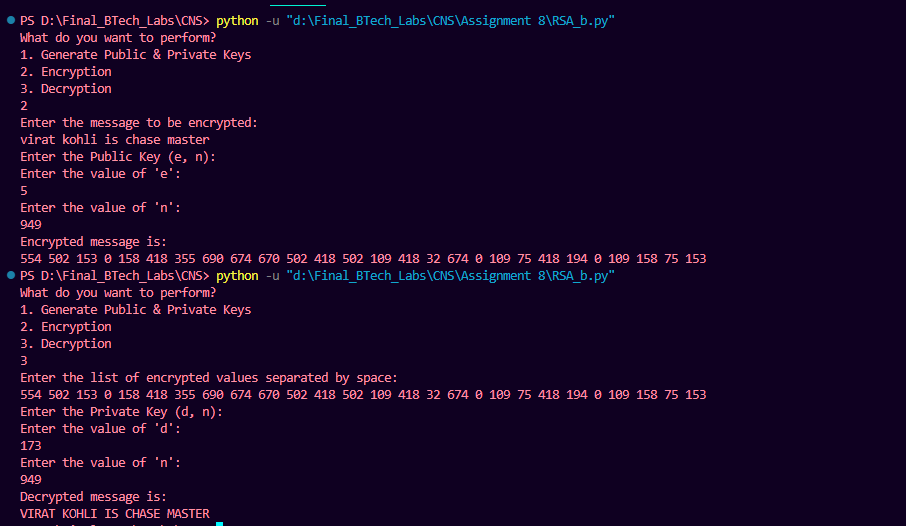 PS D:\Final_BTech_Labs\CNS> python -u "d:\Final_BTech_Labs\CNS\Assignment 8\RSA_b.py"
What do you want to perform?
1. Generate Public & Private Keys
2. Encryption
3. Decryption
2
Enter the message to be encrypted:
virat kohli is chase master
Enter the Public Key (e, n):
Enter the value of 'e':
5
Enter the value of 'n':
949
Encrypted message is:
554 502 153 0 158 418 355 690 674 670 502 418 502 109 418 32 674 0 109 75 418 194 0 109 158 75 153
PS D:\Final_BTech_Labs\CNS> python -u "d:\Final_BTech_Labs\CNS\Assignment 8\RSA_b.py"
What do you want to perform?
1. Generate Public & Private Keys
2. Encryption
3. Decryption
3
Enter the list of encrypted values separated by space:
554 502 153 0 158 418 355 690 674 670 502 418 502 109 418 32 674 0 109 75 418 194 0 109 158 75 153
Enter the Private Key (d, n):
Enter the value of 'd':
173
Enter the value of 'n':
949
Decrypted message is:
VIRAT KOHLI IS CHASE MASTER